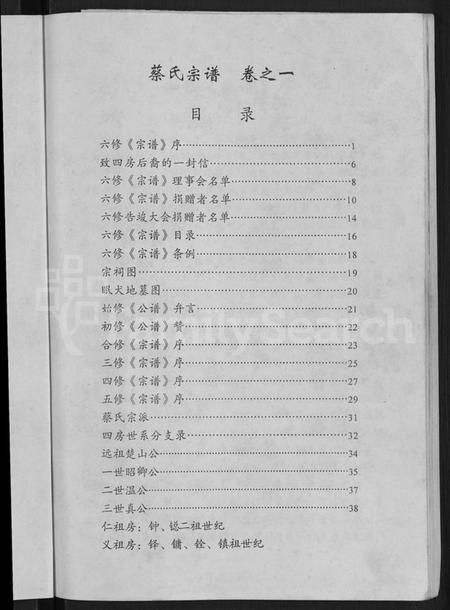 蔡氏宗谱 卷之一
目 录
六修《宗谱》序……1
致四房后裔的一封信……6
六修《宗谱》理事会名单……8
六修《宗谱》捐赠者名单……10
六修告竣大会捐赠者名单……14
六修《宗谱》目录……16
六修《宗谱》条例……18
宗祠图……19
眠犬地墓图……20
始修《公谱》弁言……21
初修《公谱》赞……22
合修《宗谱》序……23
三修《宗谱》序……25
四修《宗谱》序……27
五修《宗谱》序……29
蔡氏宗派……31
四房世系分支录……32
远祖楚山公……34
一世昭卿公……35
二世温公……37
三世真公……38
仁祖房：钟、锶二祖世纪
义祖房：铎、镛、铨、镇祖世纪
FamilySearch